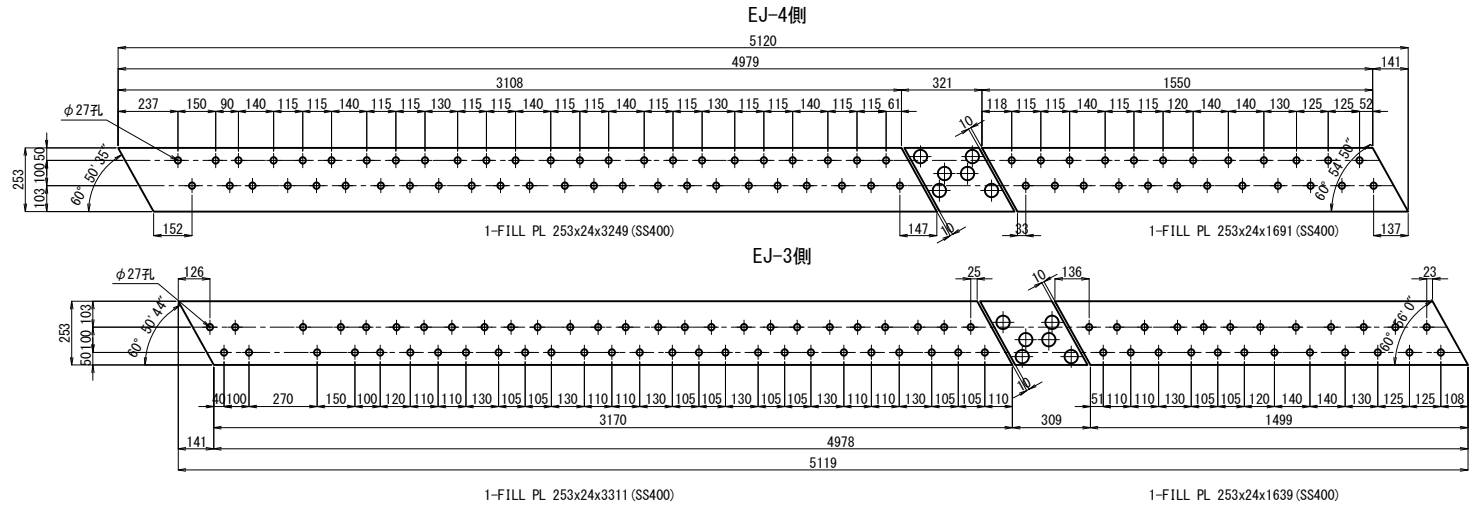 EJ-4側
5120
4979 141
3108 321 1550
237 150 90 140 115 115 140 115 115 130 115 115 140 115 115 140 115 115 130 115 115 140 115 115 61 118 115 115 140 115 115 120 140 140 130 125 125 52
φ27孔
10
253
50
100
103
60° 50' 35"
60° 54' 50"
152 147 10 33 137
1-FILL PL 253x24x3249(SS400) 1-FILL PL 253x24x1691(SS400)
EJ-3側
φ27孔 126 25 10 136 23
253
103
100
50
60° 50' 44"
60° 56' 0"
10
40 100 270 150 100 120 110 110 130 105 105 130 110 110 130 105 105 130 105 105 130 110 110 130 105 105 110 51 110 110 130 105 105 120 140 140 130 125 125 108
3170 309 1499
141 4978
5119
1-FILL PL 253x24x3311(SS400) 1-FILL PL 253x24x1639(SS400)